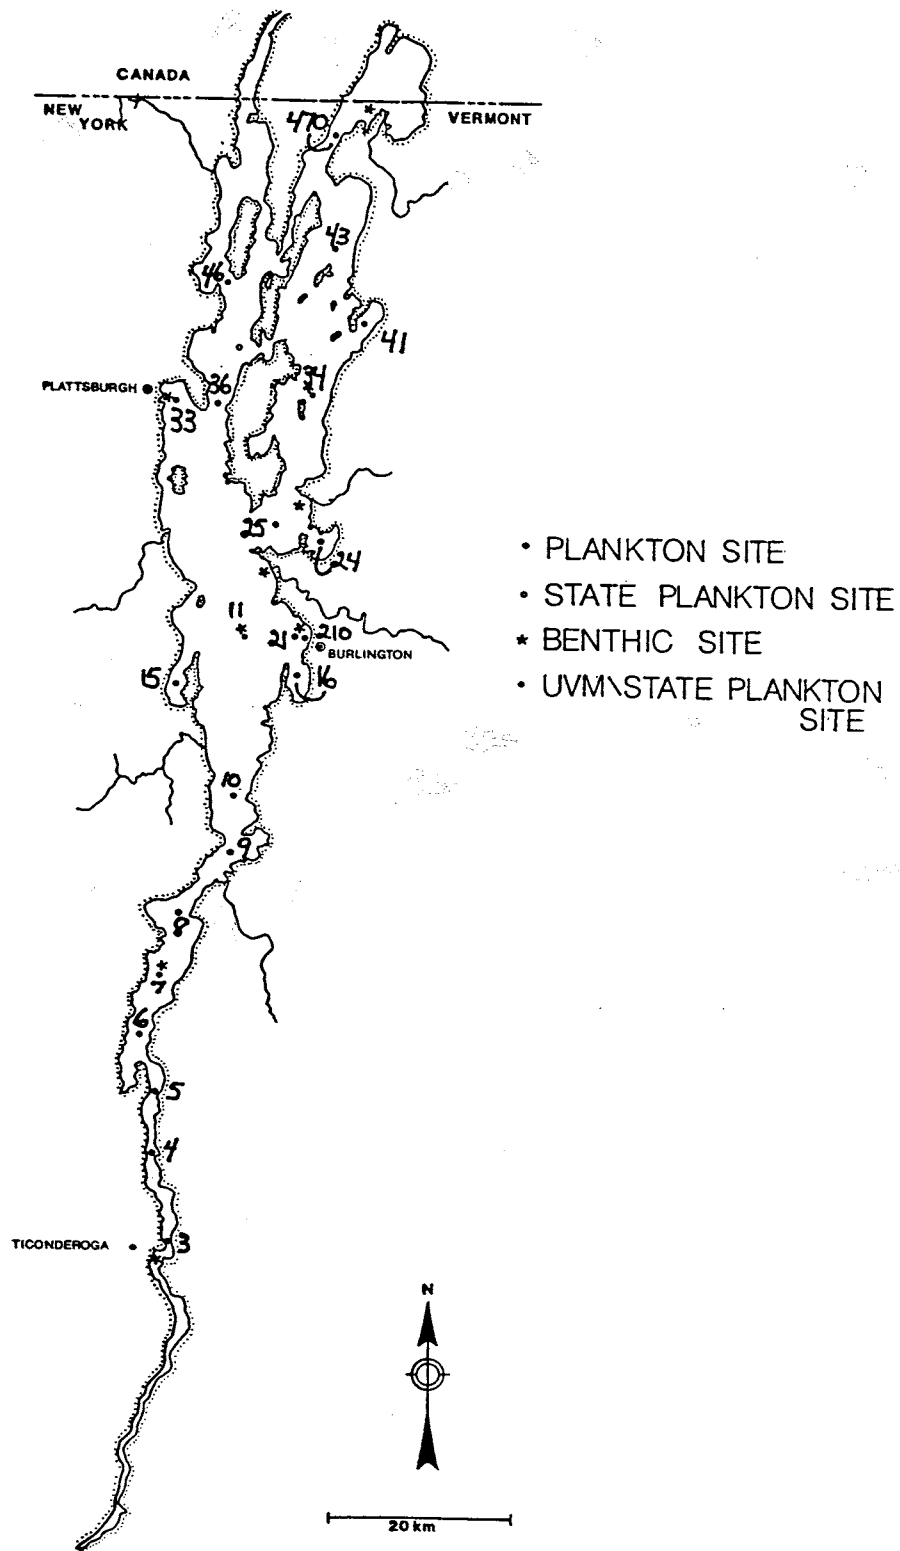 CANADA
NEW YORK
VERMONT
470
43
46
41
PLATTSBURGH
36
34
33
25
24
11
21
210
BURLINGTON
15
16
10
9
8
7
6
5
4
TICONDEROGA
3
• PLANKTON SITE
• STATE PLANKTON SITE
* BENTHIC SITE
• UVM\STATE PLANKTON
SITE
N
20 km